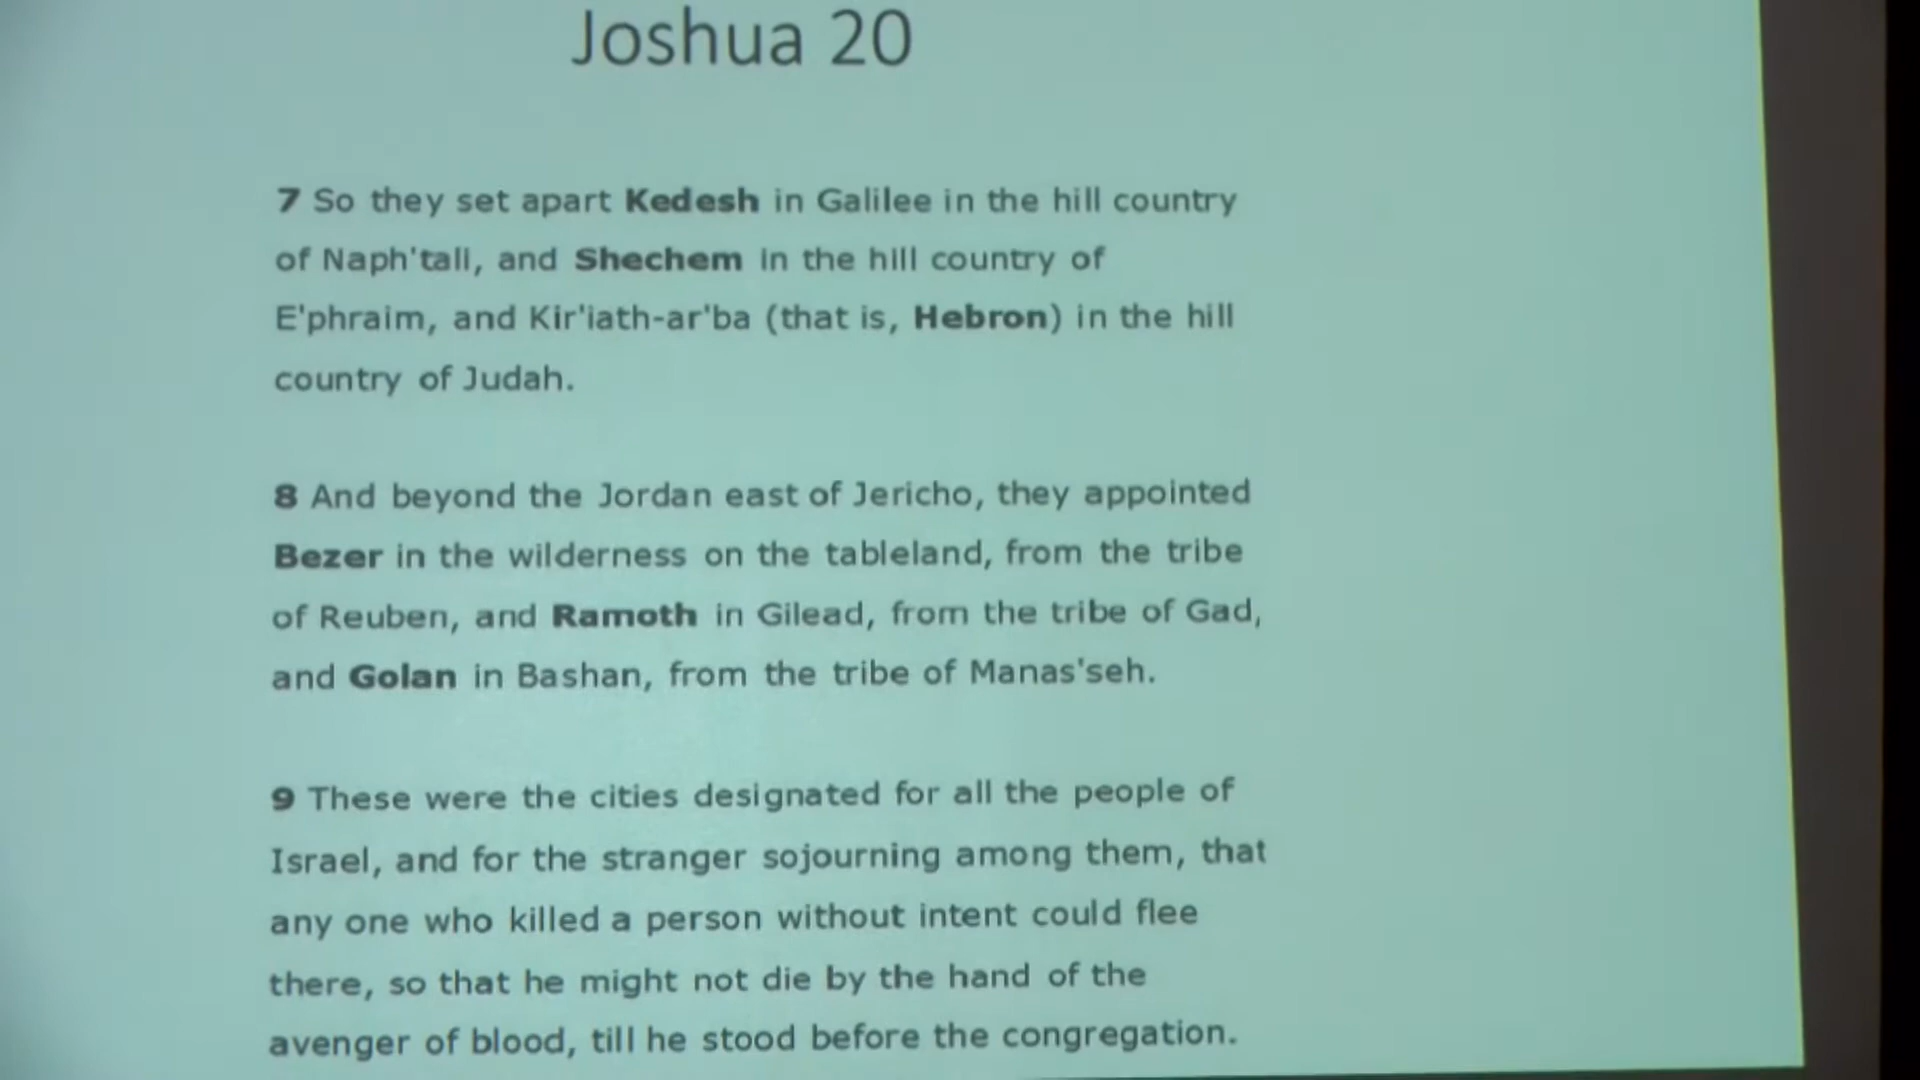 Joshua 20
7 So they set apart Kedesh in Galilee in the hill country
of Naph'tali, and Shechem in the hill country of
E'phraim, and Kir'iath-ar'ba (that is, Hebron) in the hill
country of Judah.
8 And beyond the Jordan east of Jericho, they appointed
Bezer in the wilderness on the tableland, from the tribe
of Reuben, and Ramoth in Gilead, from the tribe of Gad,
and Golan in Bashan, from the tribe of Manas'seh.
9 These were the cities designated for all the people of
Israel, and for the stranger sojourning among them, that
any one who killed a person without intent could flee
there, so that he might not die by the hand of the
avenger of blood, till he stood before the congregation.